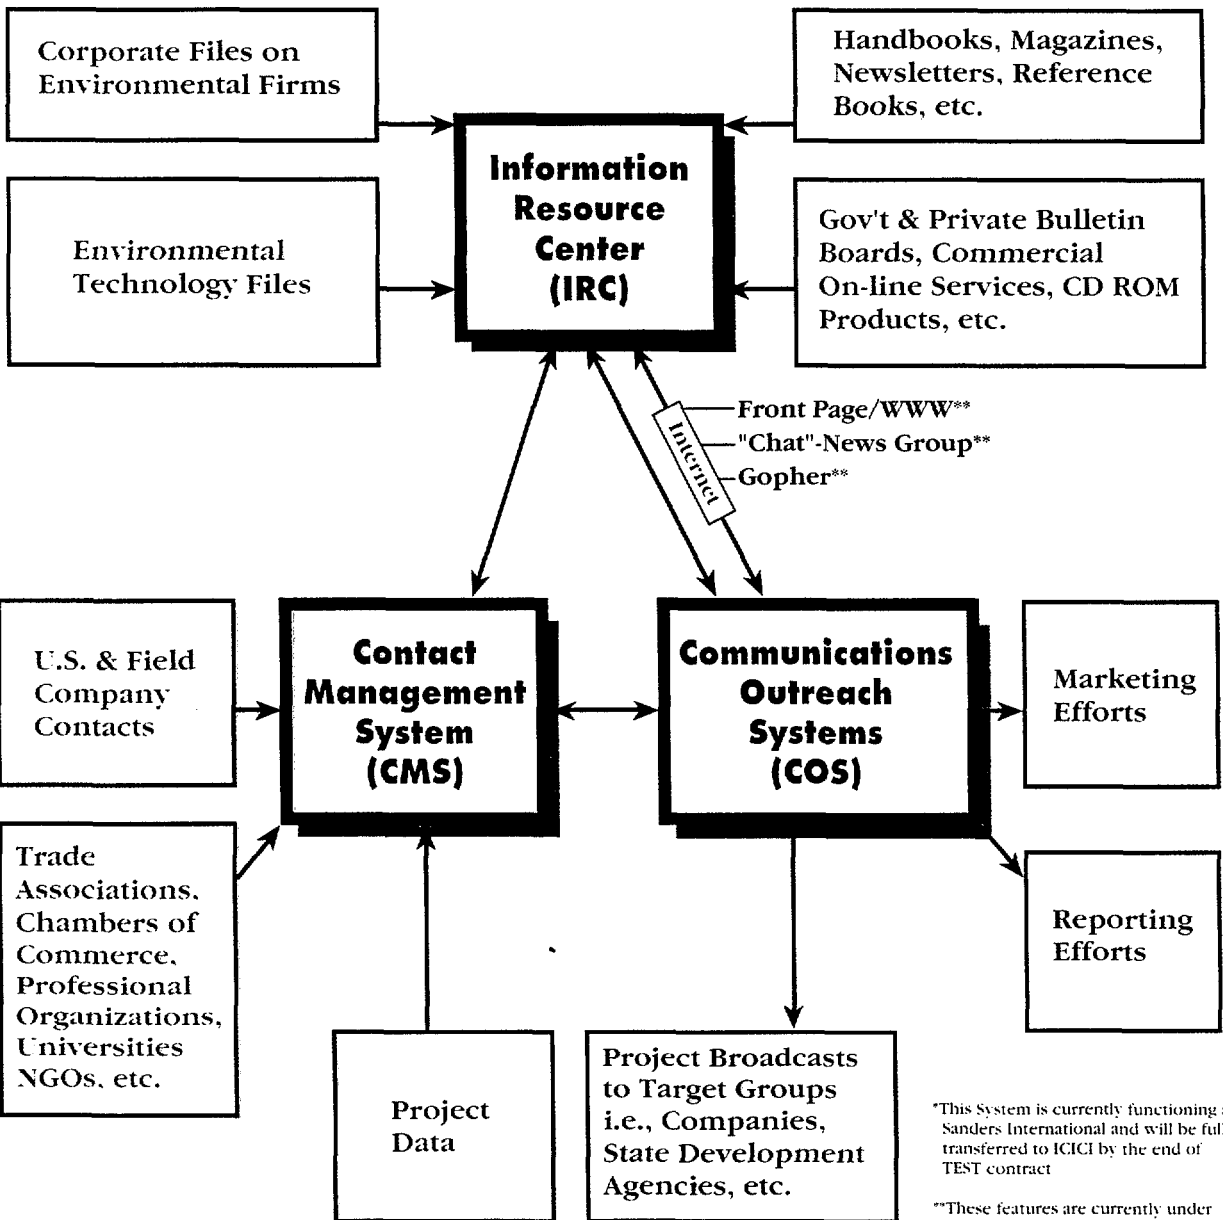 Corporate Files on
Environmental Firms
Handbooks, Magazines,
Newsletters, Reference
Books, etc.
Information
Resource
Center
(IRC)
Environmental
Technology Files
Gov't & Private Bulletin
Boards, Commercial
On-line Services, CD ROM
Products, etc.
Internet
Front Page/WWW**
"Chat"-News Group**
Gopher**
U.S. & Field
Company
Contacts
Contact
Management
System
(CMS)
Communications
Outreach
Systems
(COS)
Marketing
Efforts
Trade
Associations,
Chambers of
Commerce,
Professional
Organizations,
Universities
NGOs, etc.
Reporting
Efforts
Project
Data
Project Broadcasts
to Target Groups
i.e., Companies,
State Development
Agencies, etc.
*This System is currently functioning
Sanders International and will be
transferred to ICICI by the end of
TEST contract
**These features are currently under